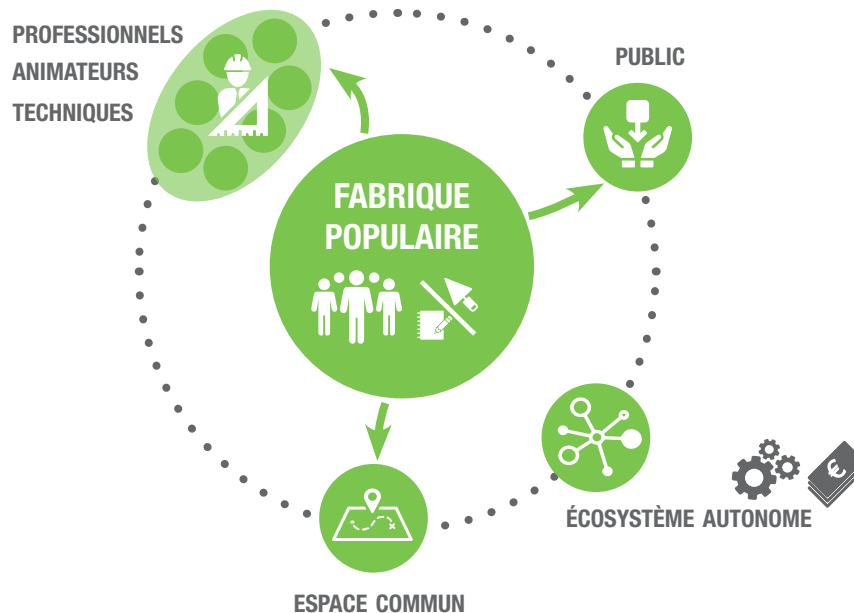 PROFESSIONNELS
ANIMATEURS
TECHNIQUES
PUBLIC
FABRIQUE
POPULAIRE
€
ÉCOSYSTÈME AUTONOME
ESPACE COMMUN